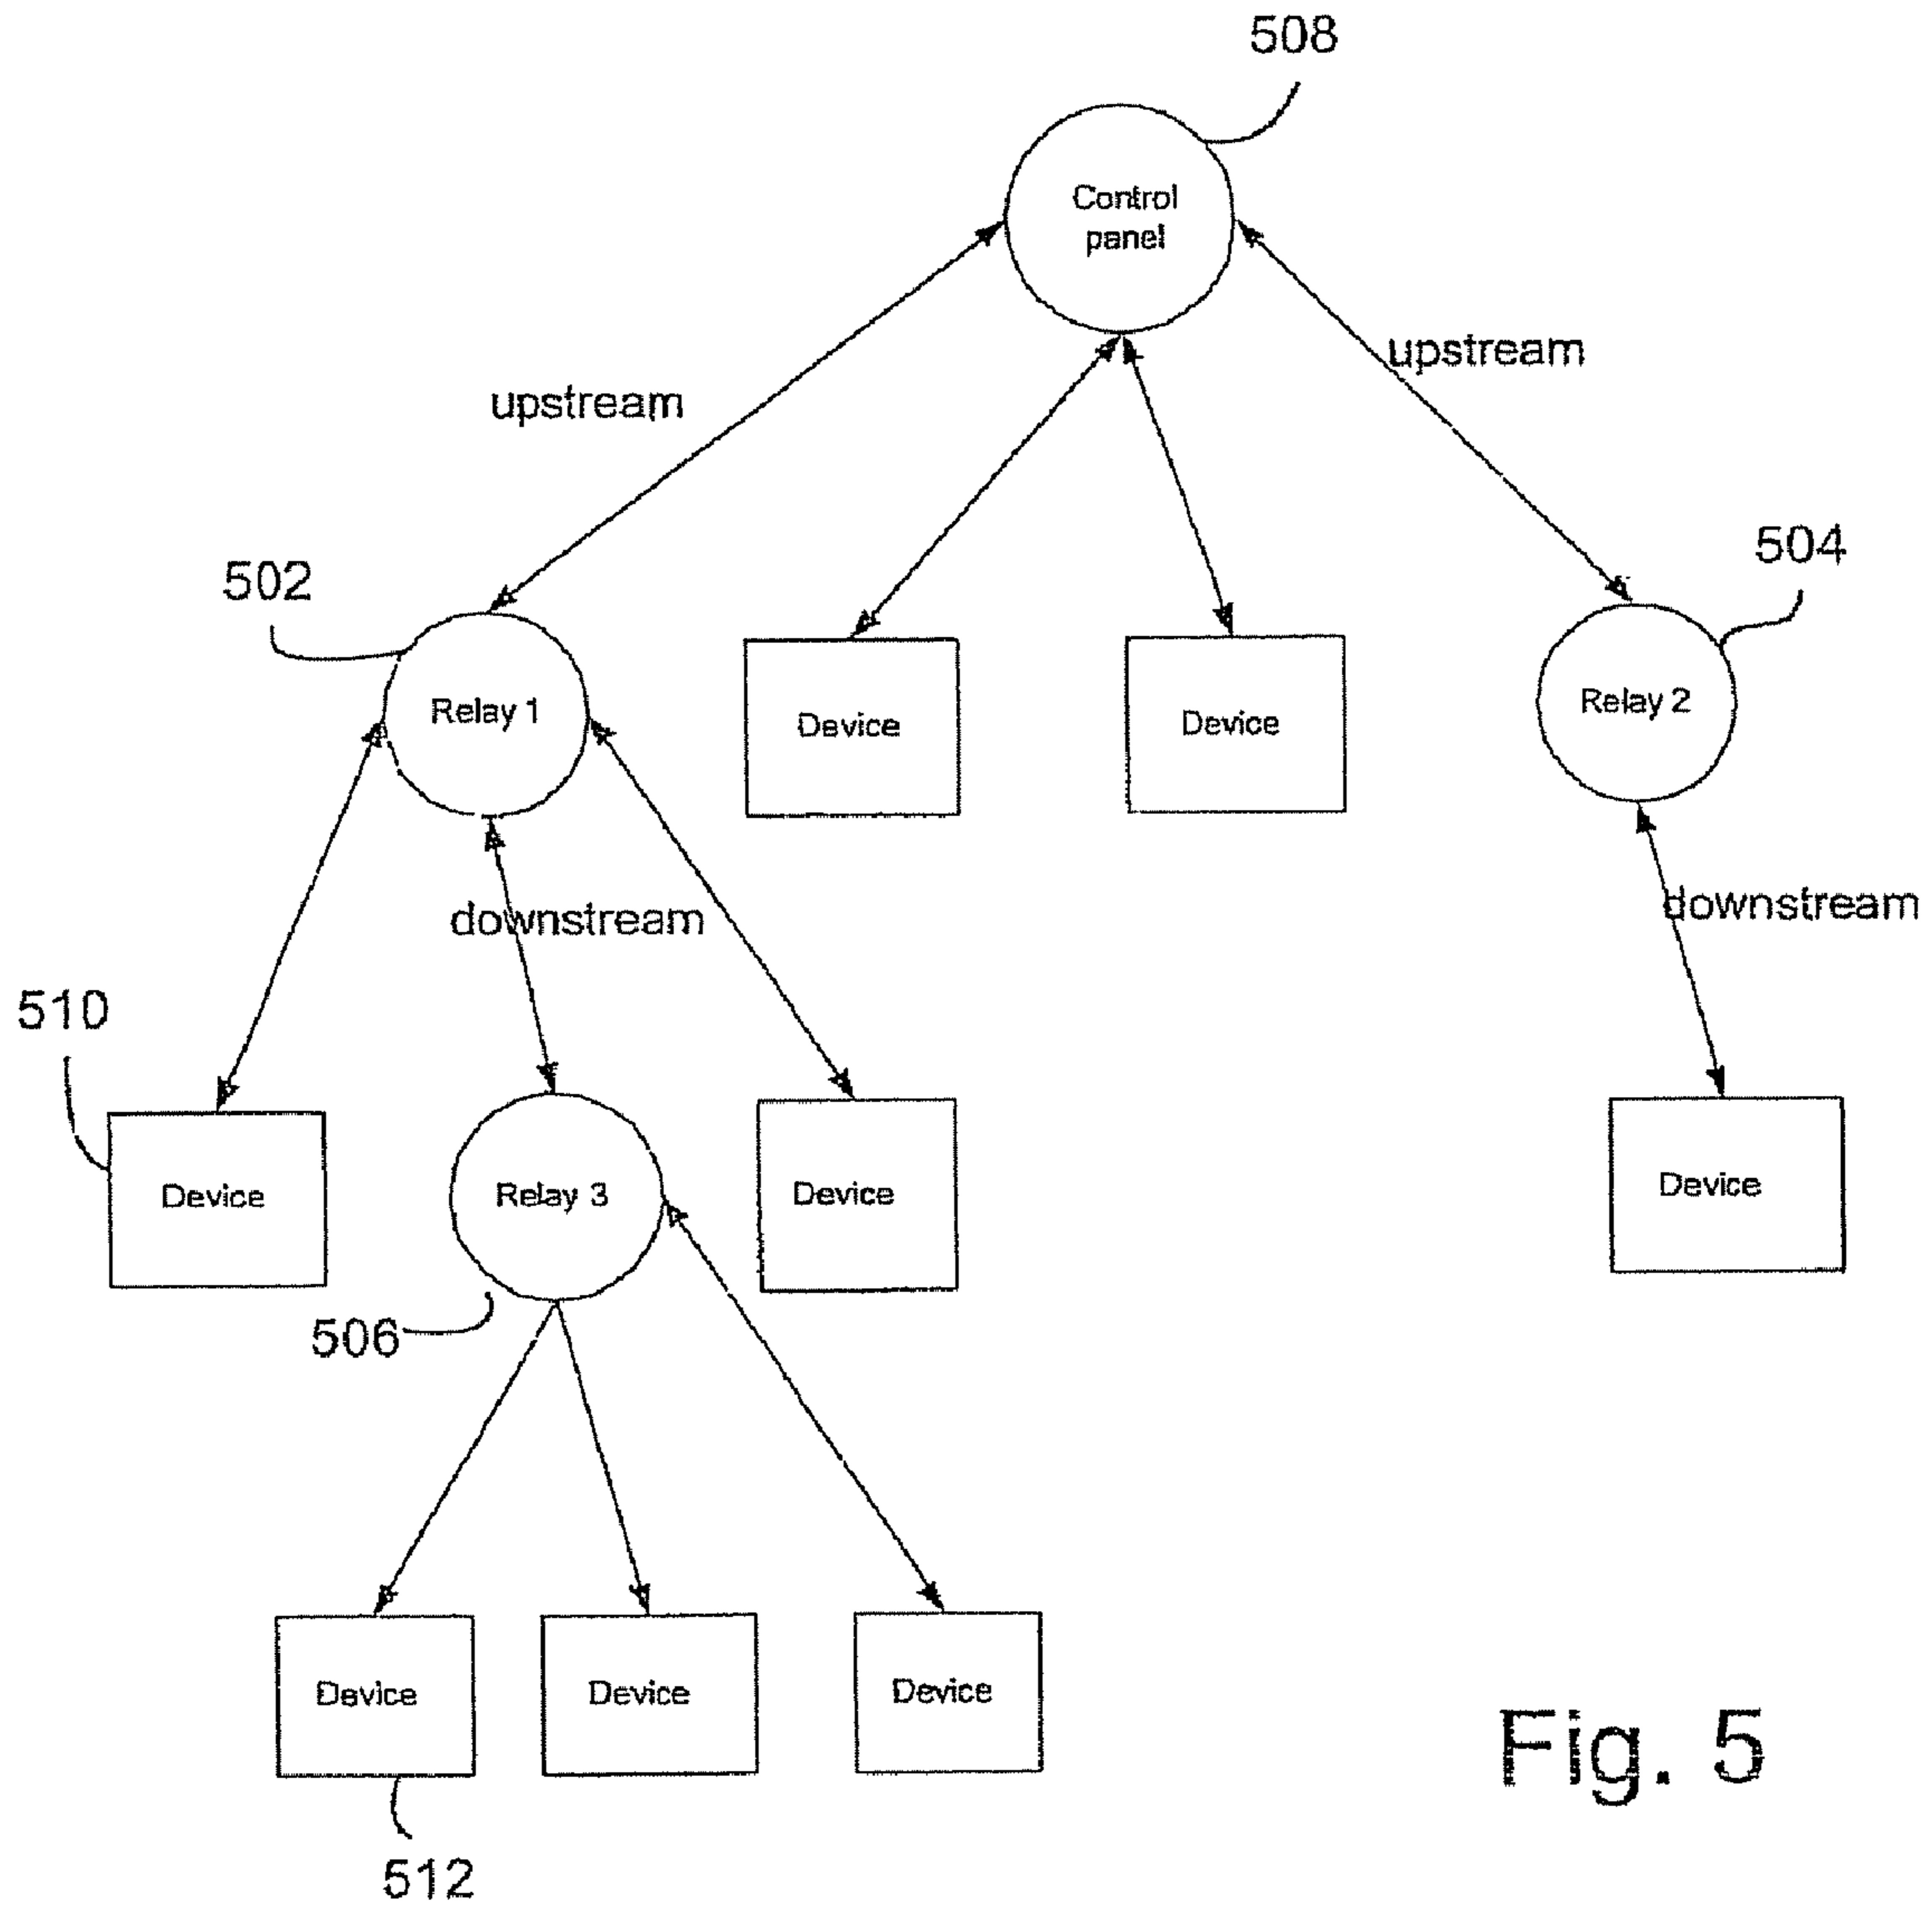 508
Control
panel
upstream
upstream
502
504
Relay 1
Device
Device
Relay 2
downstream
downstream
510
Device
Relay 3
Device
Device
506
Device
Device
Device
Fig. 5
512